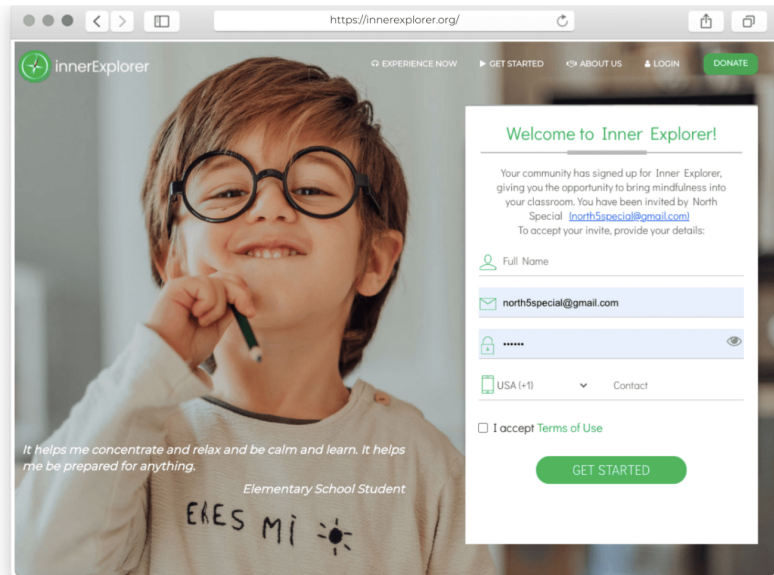 https://innerexplorer.org/
innerExplorer
EXPERIENCE NOW
GET STARTED
ABOUT US
LOGIN
DONATE
Welcome to Inner Explorer!
Your community has signed up for Inner Explorer,
giving you the opportunity to bring mindfulness into
your classroom. You have been invited by North
Special (north5special@gmail.com)
To accept your invite, provide your details:
Full Name
north5special@gmail.com
••••••
USA (+1)
Contact
I accept Terms of Use
GET STARTED
It helps me concentrate and relax and be calm and learn. It helps
me be prepared for anything.
Elementary School Student
ERES MI